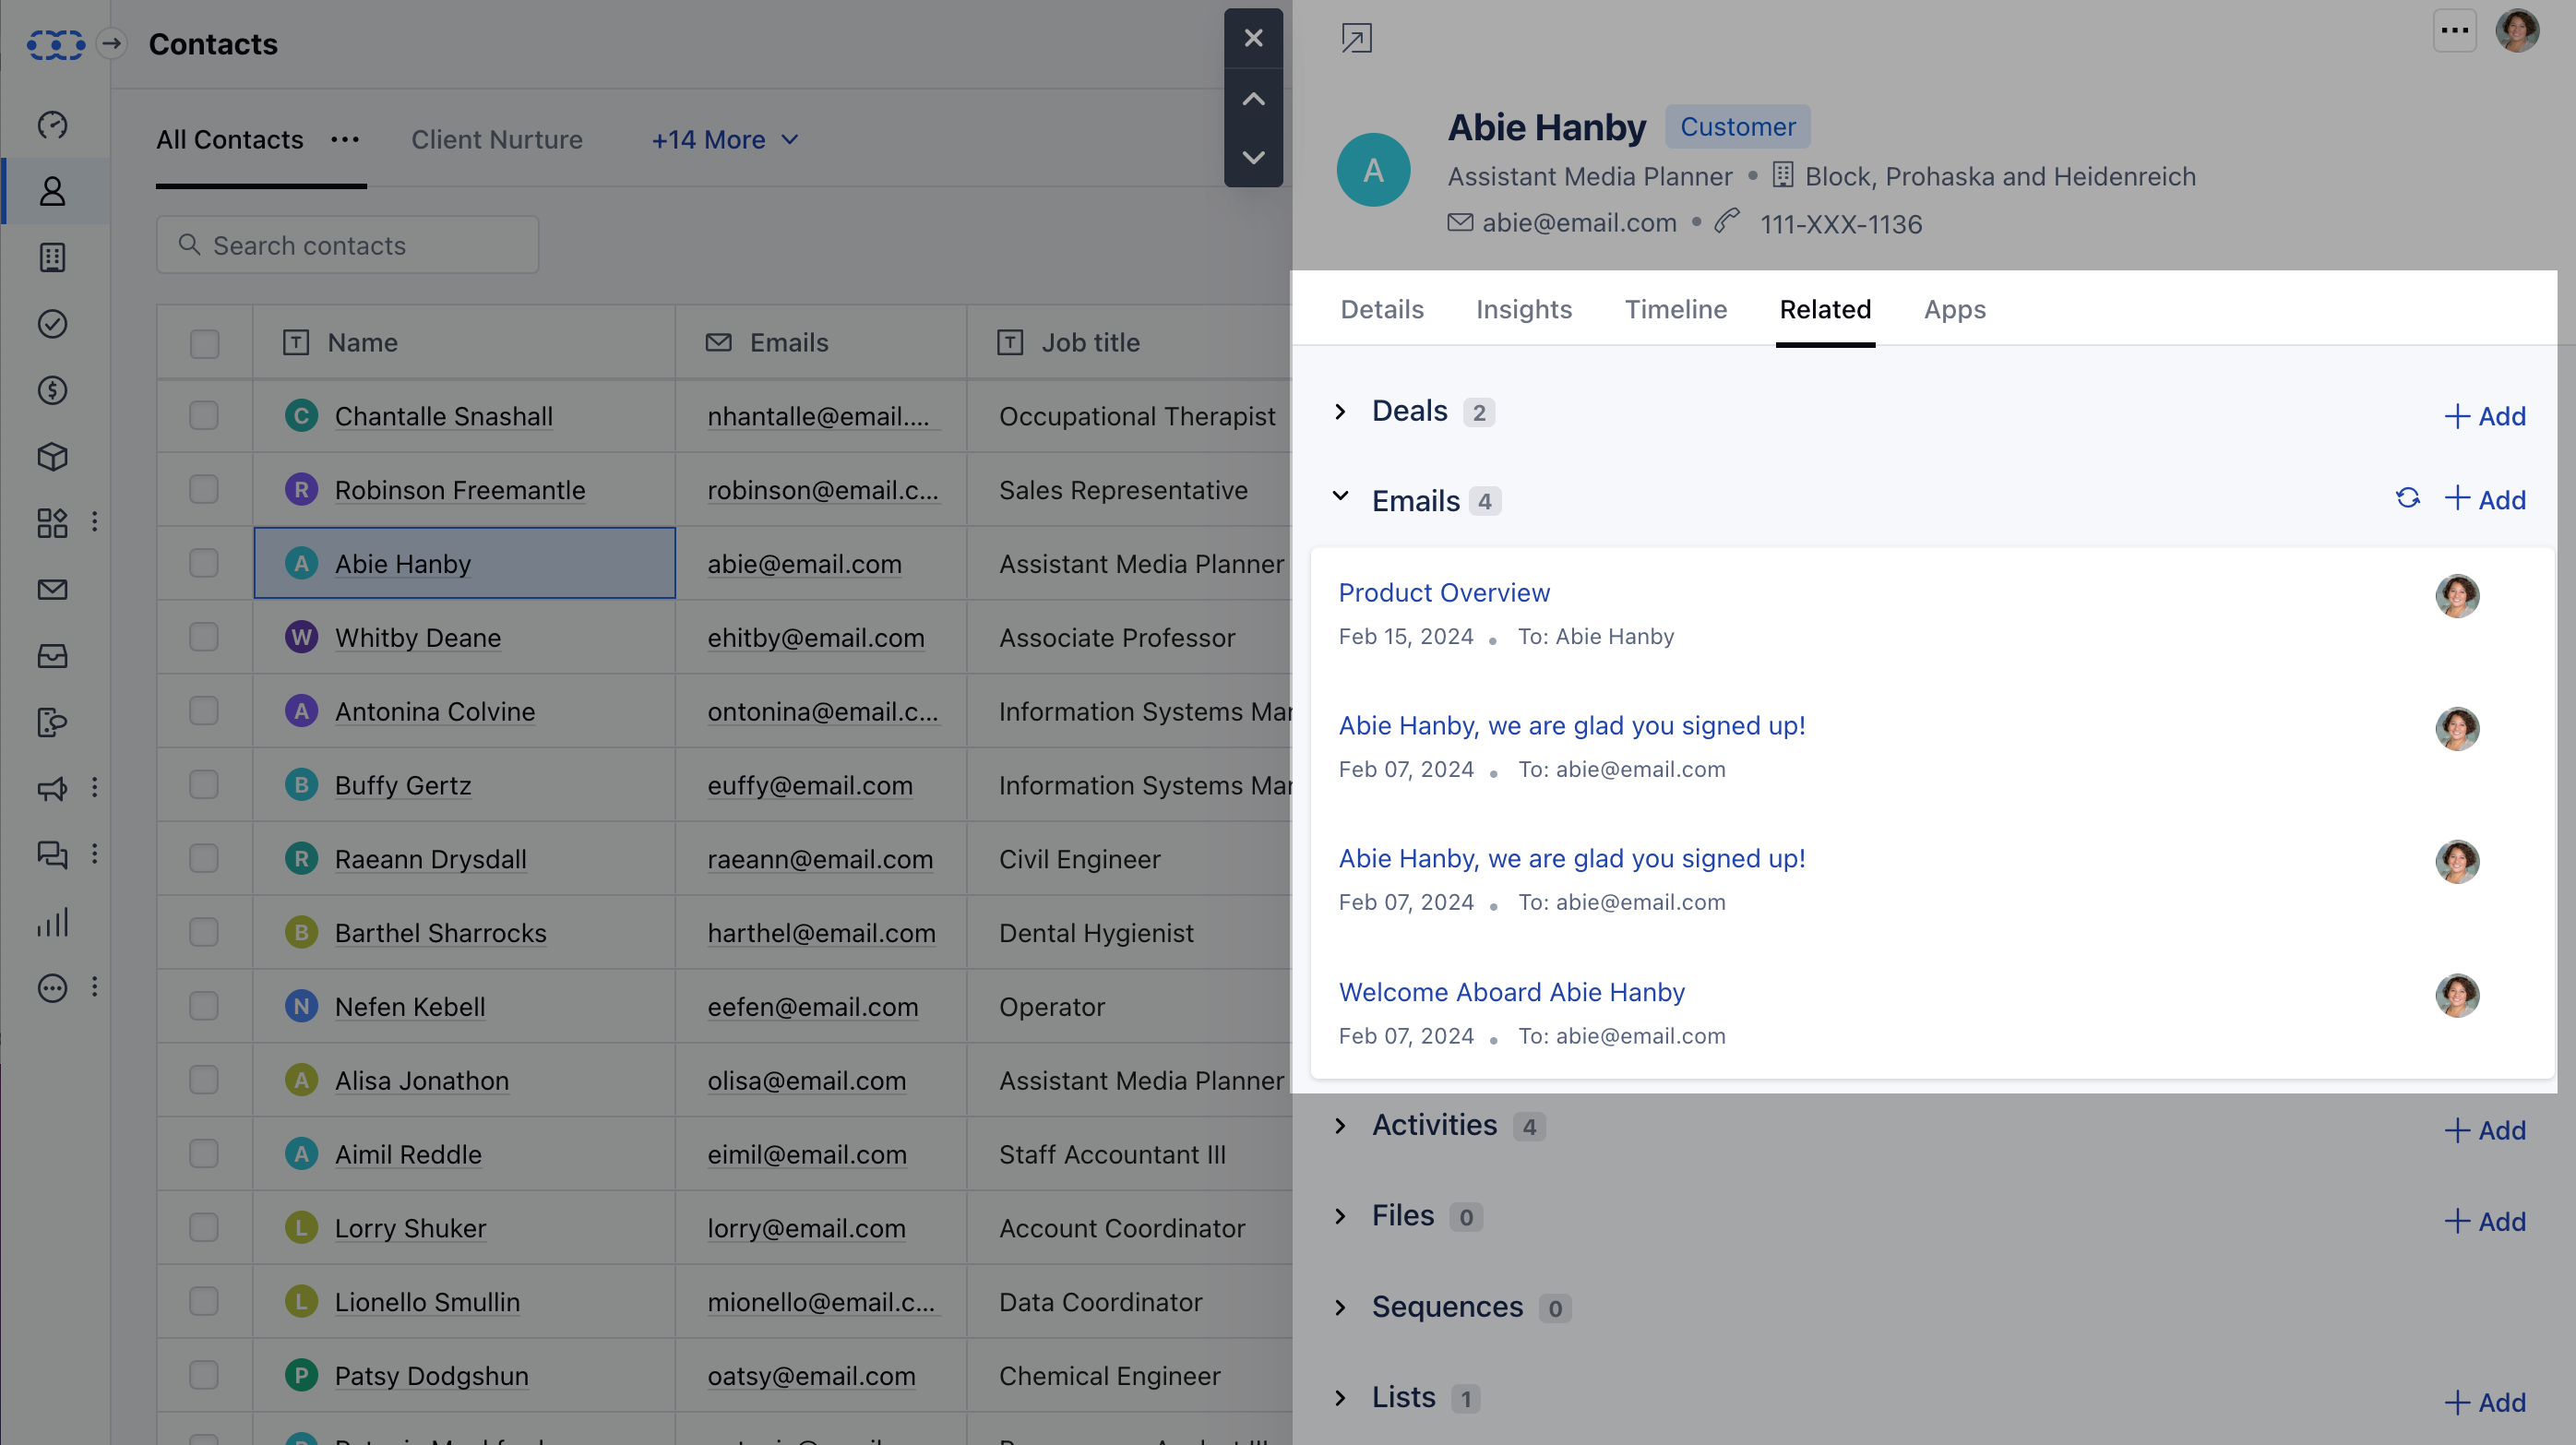 Contacts
All Contacts
Client Nurture
+14 More
Search contacts
Name
Emails
Job title
C
Chantalle Snashall
nhantalle@email....
Occupational Therapist
R
Robinson Freemantle
robinson@email.c...
Sales Representative
A
Abie Hanby
abie@email.com
Assistant Media Planner
W
Whitby Deane
ehitby@email.com
Associate Professor
A
Antonina Colvine
ontonina@email.c...
Information Systems Mar
B
Buffy Gertz
euffy@email.com
Information Systems Mar
R
Raeann Drysdall
raeann@email.com
Civil Engineer
B
Barthel Sharrocks
harthel@email.com
Dental Hygienist
N
Nefen Kebell
eefen@email.com
Operator
A
Alisa Jonathon
olisa@email.com
Assistant Media Planner
A
Aimil Reddle
eimil@email.com
Staff Accountant III
L
Lorry Shuker
lorry@email.com
Account Coordinator
L
Lionello Smullin
mionello@email.c...
Data Coordinator
P
Patsy Dodgshun
oatsy@email.com
Chemical Engineer
A
Abie Hanby
Customer
Assistant Media Planner • Block, Prohaska and Heidenreich
abie@email.com • 111-XXX-1136
Details
Insights
Timeline
Related
Apps
Deals 2
Add
Emails 4
Add
Product Overview
Feb 15, 2024 • To: Abie Hanby
Abie Hanby, we are glad you signed up!
Feb 07, 2024 • To: abie@email.com
Abie Hanby, we are glad you signed up!
Feb 07, 2024 • To: abie@email.com
Welcome Aboard Abie Hanby
Feb 07, 2024 • To: abie@email.com
Activities 4
Add
Files 0
Add
Sequences 0
Lists 1
Add